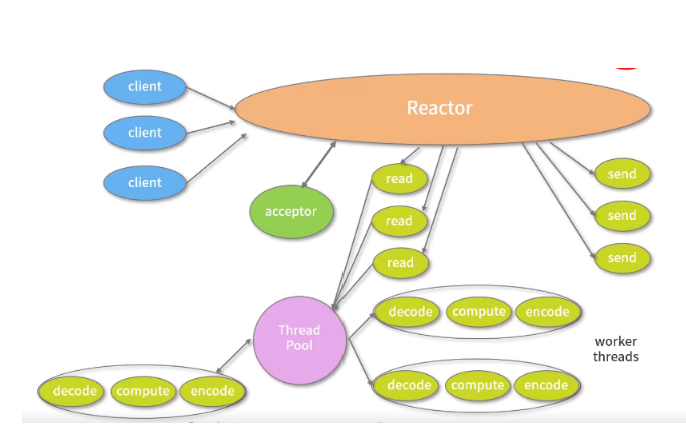 client
Reactor
client
client
read
send
acceptor
read
send
read
send
Thread
Pool
decode
compute
encode
worker
threads
decode
compute
encode
decode
compute
encode